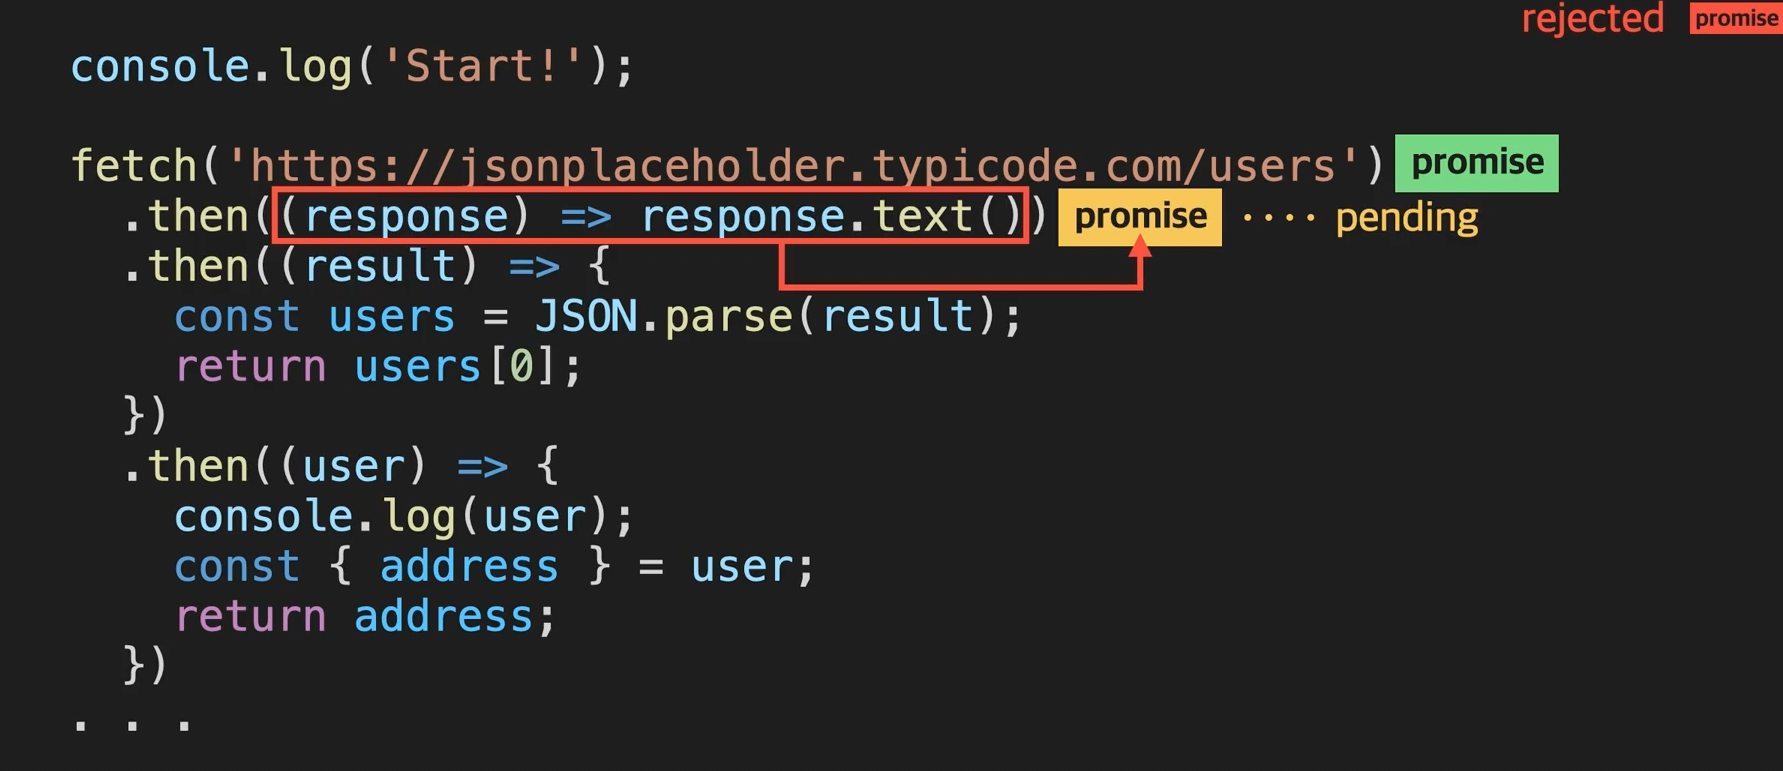 rejected promise
console.log('Start!');
fetch('https://jsonplaceholder.typicode.com/users') promise
.then((response) => response.text()) promise .... pending
.then((result) => {
const users = JSON.parse(result);
return users[0];
})
.then((user) => {
console.log(user);
const { address } = user;
return address;
})
. . .